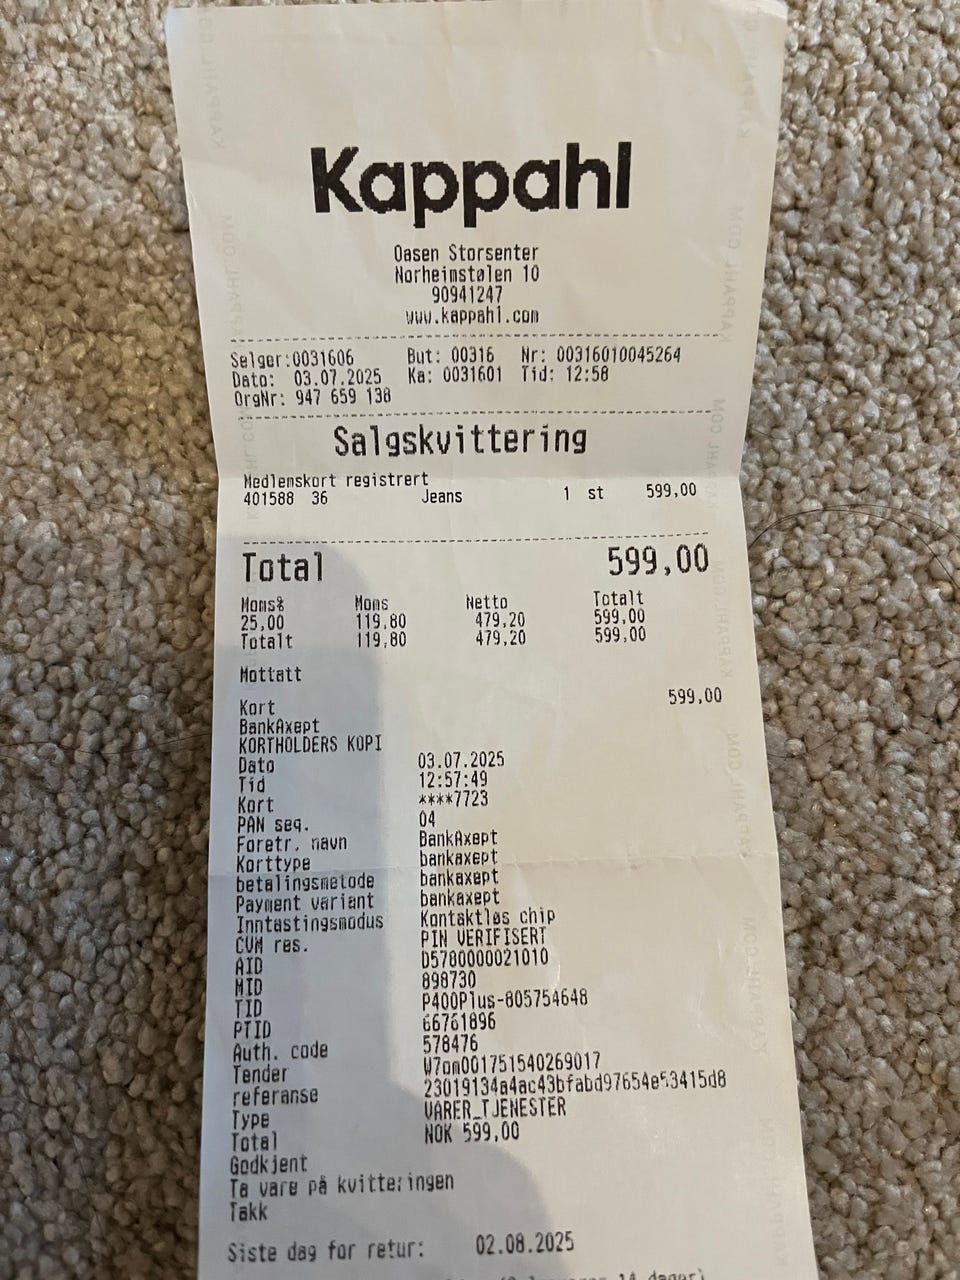 Kappahl
Oasen Storsenter
Norheimstølen 10
90941247
www.kappahl.com
Selger:0031606 But: 00316 Nr: 00316010045264
Dato: 03.07.2025 Ka: 0031601 Tid: 12:58
OrgNr: 947 659 138
Salgskvittering
Medlemskort registrert
401588 36 Jeans 1 st 599,00
Total 599,00
Moms% Moms Netto Totalt
25,00 119,80 479,20 599,00
Totalt 119,80 479,20 599,00
Mottatt
Kort 599,00
BankAxept
KORTHOLDERS KOPI
Dato 03.07.2025
Tid 12:57:49
Kort ****7723
PAN seq. 04
Foretr. navn BankAxept
Korttype bankaxept
betalingsmetode bankaxept
Payment variant bankaxept
Inntastingsmodus Kontaktløs chip
CVM res. PIN VERIFISERT
AID D5780000021010
MID 898730
TID P400Plus-805754648
PTID 66761896
Auth. code 578476
Tender W7om001751540269017
referanse 23019134a4ac43bfabd97654e53415d8
Type VARER_TJENESTER
Total NOK 599,00
Godkjent
Ta vare på kvitteringen
Takk
Siste dag for retur: 02.08.2025